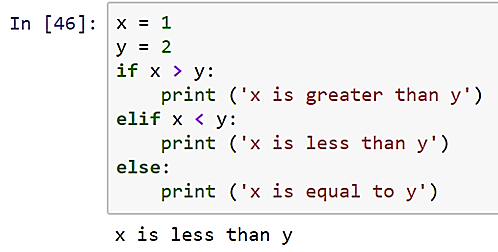 In [46]: x = 1
y = 2
if x > y:
    print ('x is greater than y')
elif x < y:
    print ('x is less than y')
else:
    print ('x is equal to y')
x is less than y